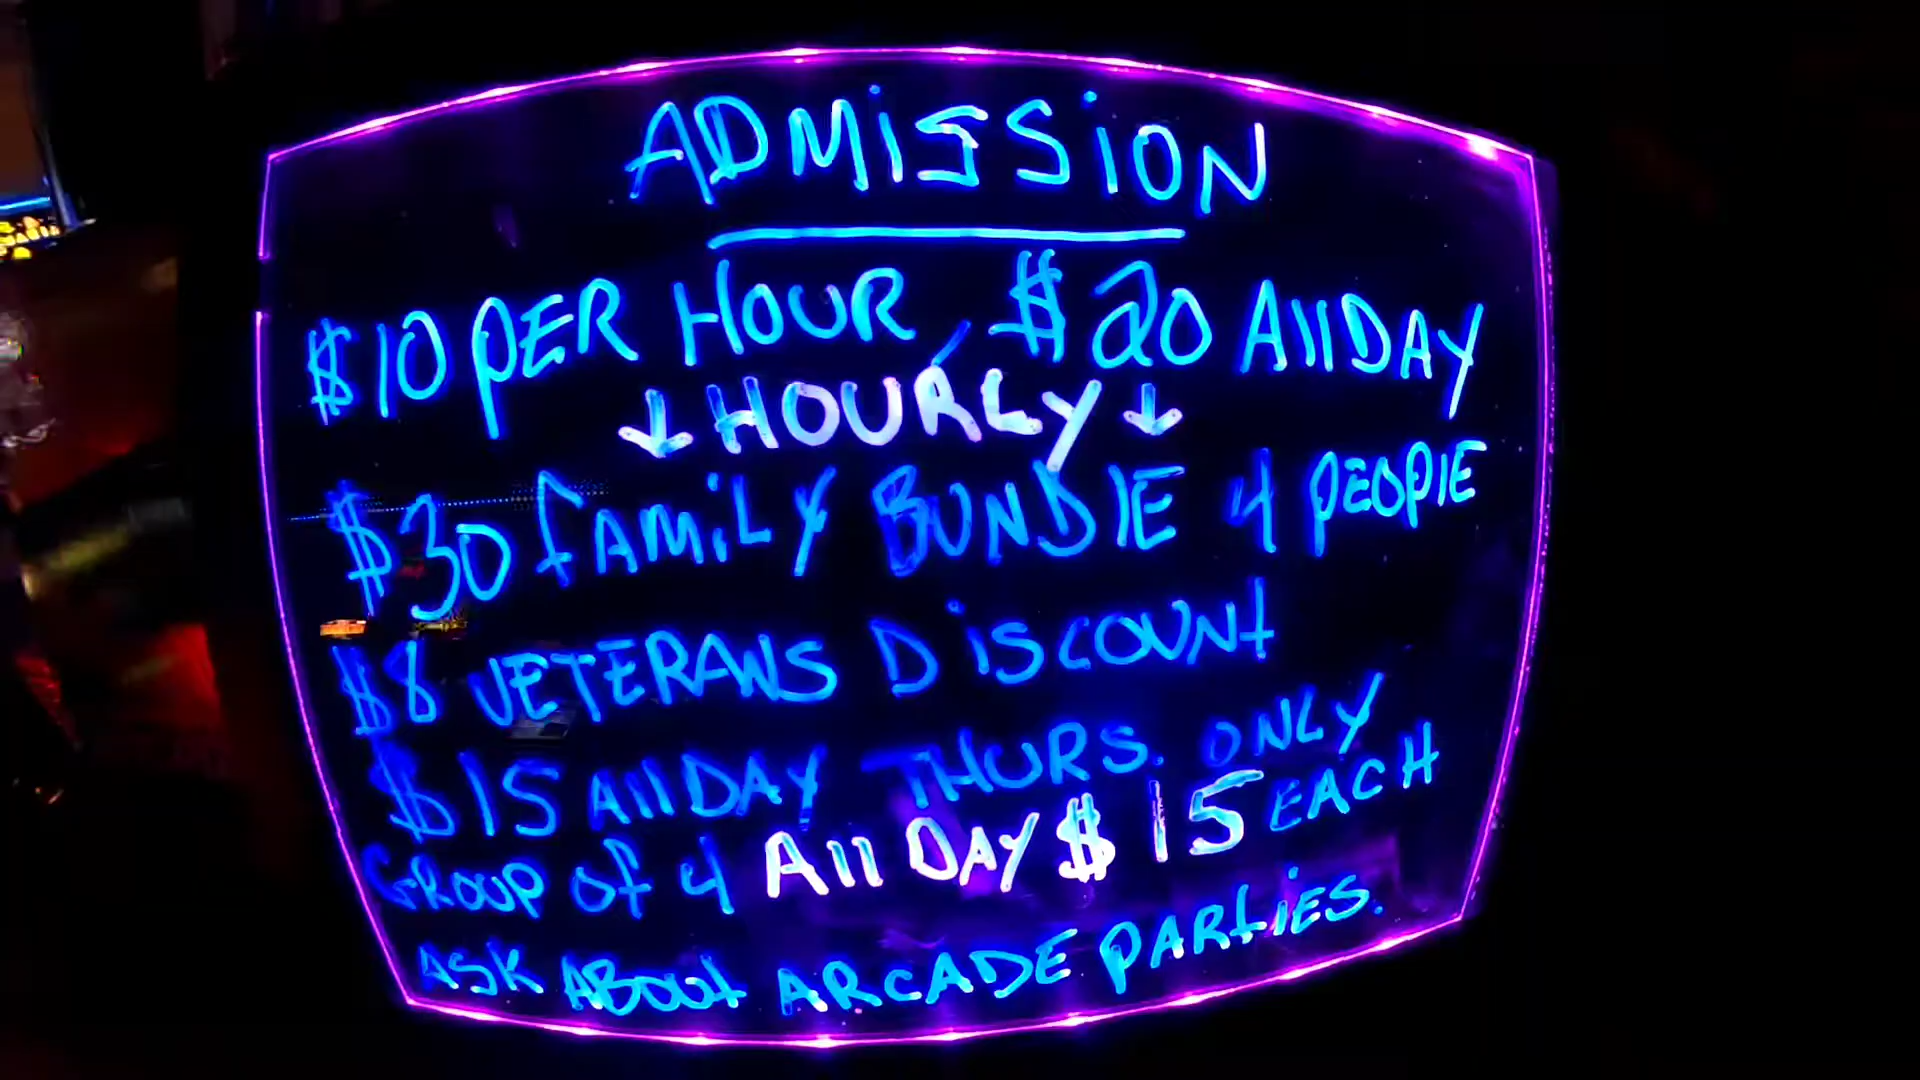 ADMiSSiON
$10 PER HOUR, $20 AllDAY
↓HOURLY↓
$30 fAMiLY BUNDlE 4 PEOPlE
$8 VETERANS DiSCOUNt
$15 AllDAY THURS. ONLY
GROUP of 4 All DAY $15 EACH
ASK ABout ARCADE PARtiES.